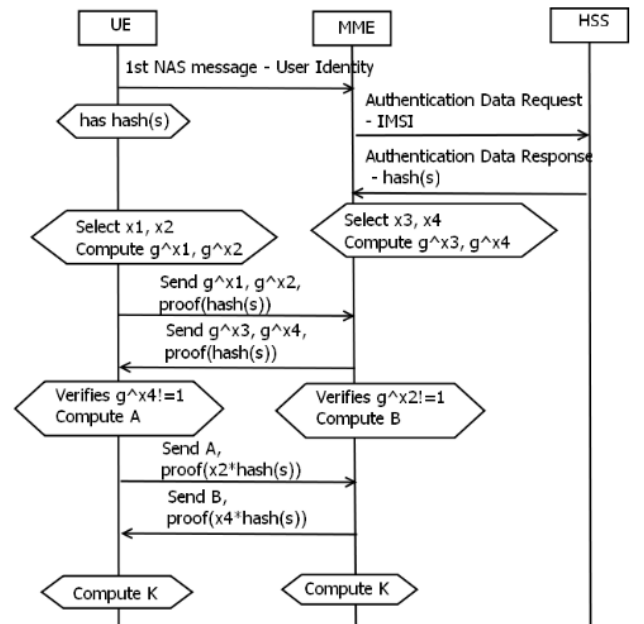 UE
MME
HSS
1st NAS message - User Identity
has hash(s)
Authentication Data Request
- IMSI
Authentication Data Response
- hash(s)
Select x1, x2
Compute g^x1, g^x2
Select x3, x4
Compute g^x3, g^x4
Send g^x1, g^x2,
proof(hash(s))
Send g^x3, g^x4,
proof(hash(s))
Verifies g^x4!=1
Compute A
Verifies g^x2!=1
Compute B
Send A,
proof(x2*hash(s))
Send B,
proof(x4*hash(s))
Compute K
Compute K